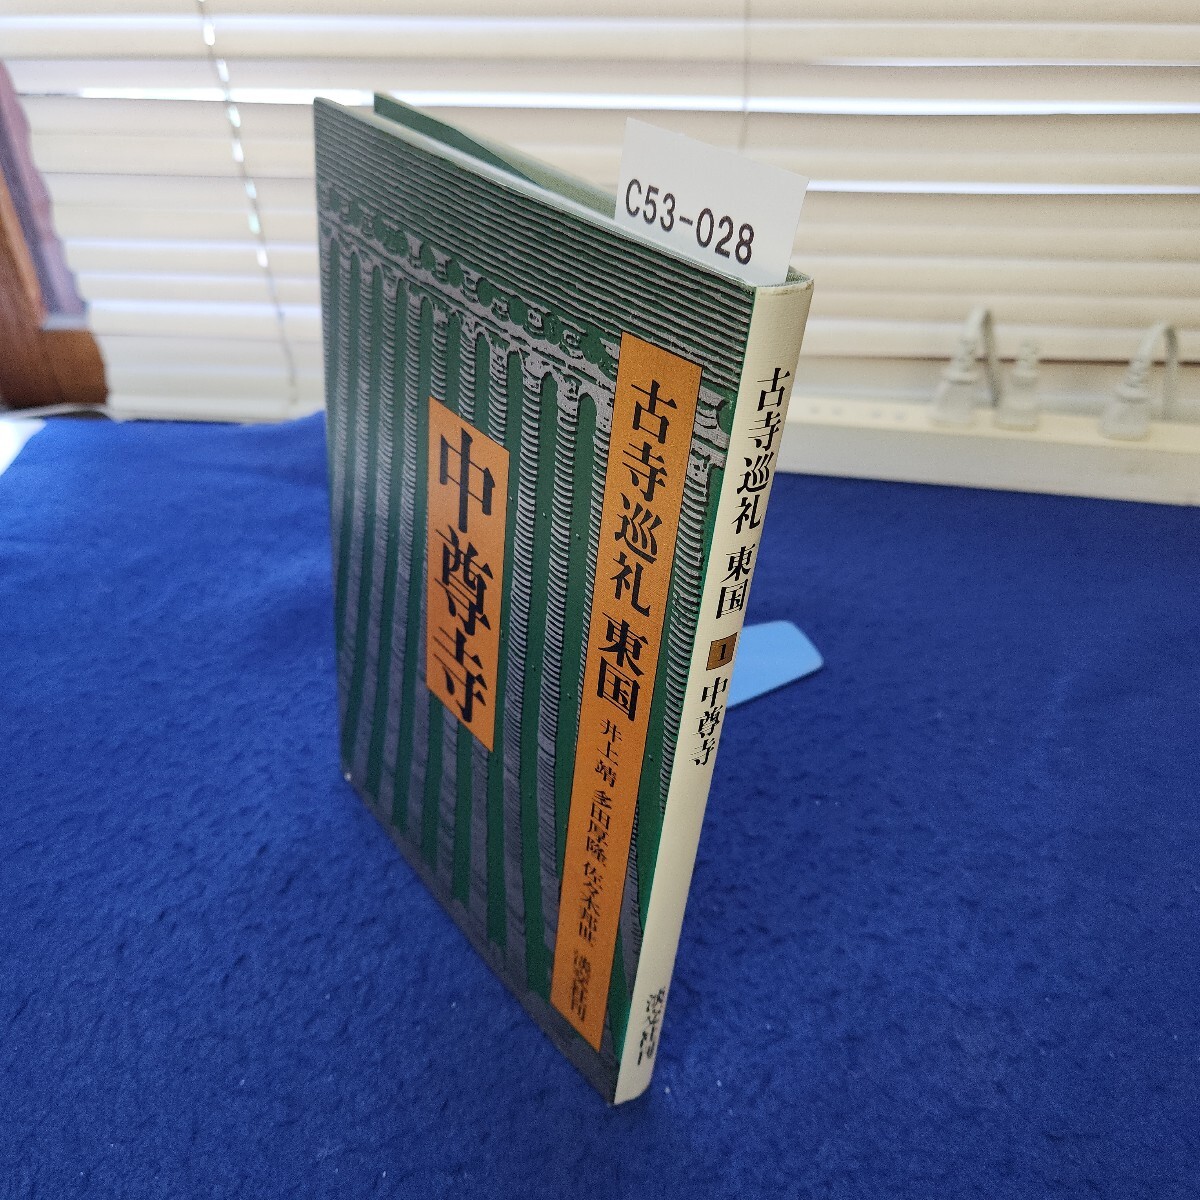 C53-028
古寺巡礼 東国
井上靖 多田厚隆 佐々木邦世 淡交社刊
中尊寺
古寺巡礼 東国 1 中尊寺
淡交社刊